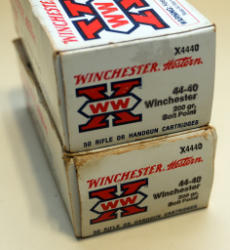 WW
X4440
WINCHESTER Western
44-40
Winchester
200 gr.
Soft Point
WW
50 RIFLE OR HANDGUN CARTRIDGES
X4440
WINCHESTER Western
44-40
Winchester
200 gr.
Soft Point
WW
50 RIFLE OR HANDGUN CARTRIDGES